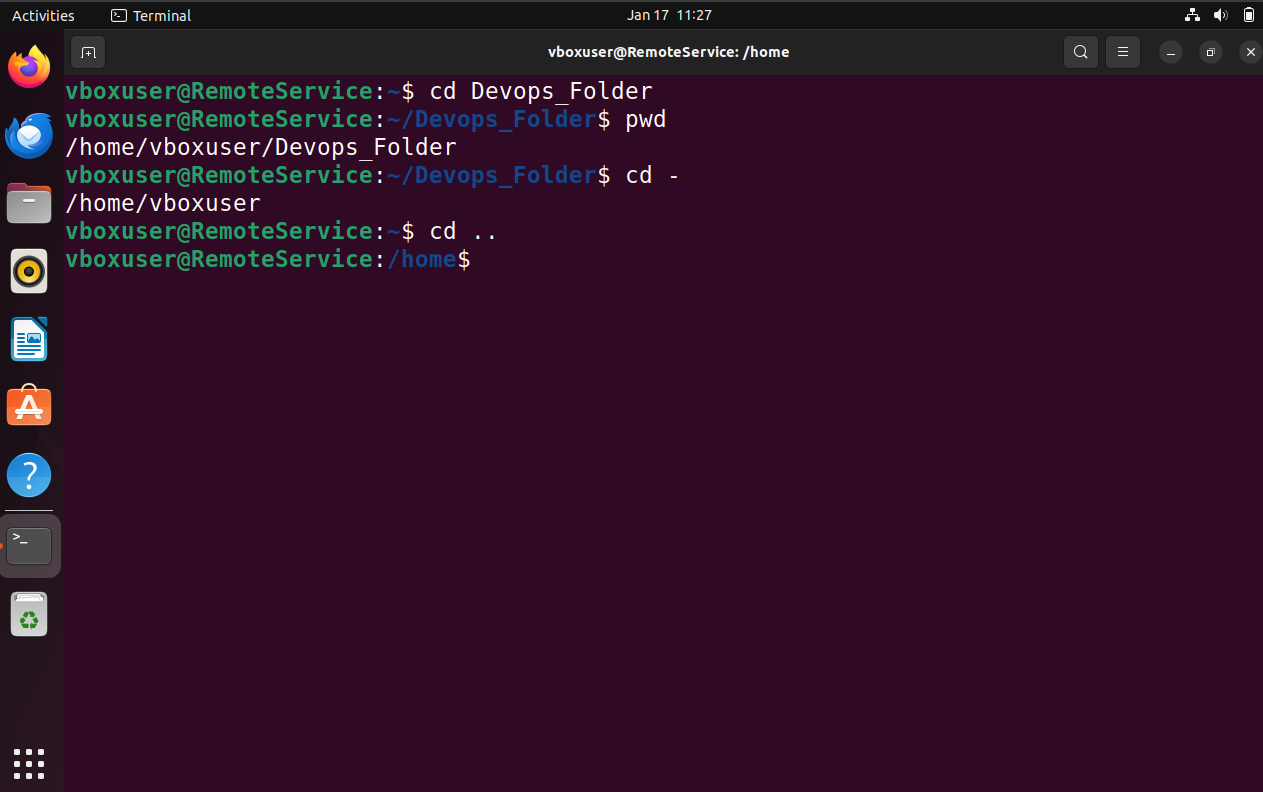 Activities
Terminal
Jan 17 11:27
vboxuser@RemoteService: /home
vboxuser@RemoteService:~$ cd Devops_Folder
vboxuser@RemoteService:~/Devops_Folder$ pwd
/home/vboxuser/Devops_Folder
vboxuser@RemoteService:~/Devops_Folder$ cd -
/home/vboxuser
vboxuser@RemoteService:~$ cd ..
vboxuser@RemoteService:/home$